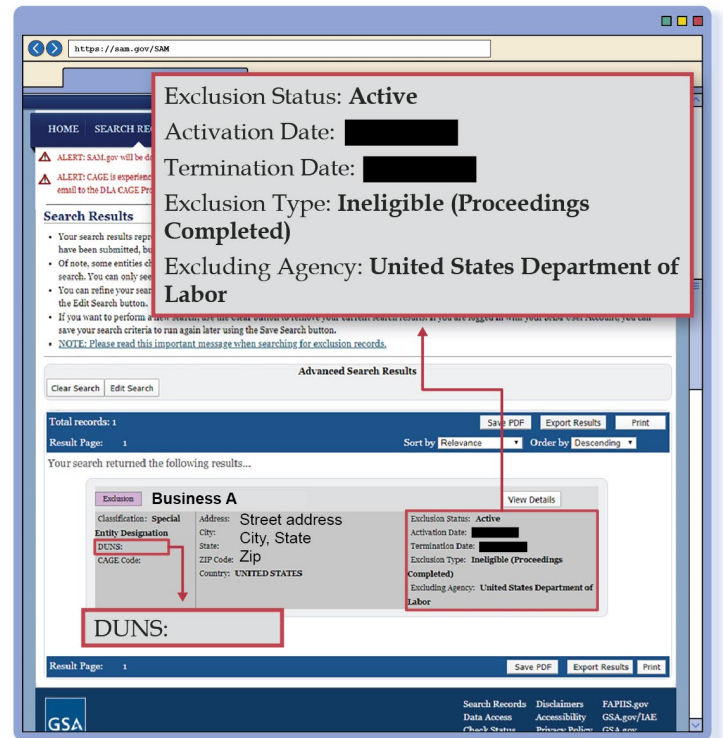 https://sam.gov/SAM
Exclusion Status: Active
Activation Date:
Termination Date:
Exclusion Type: Ineligible (Proceedings
Completed)
Excluding Agency: United States Department of
Labor
HOME SEARCH RE
ALERT: SAM.gov will be do
ALERT: CAGE is experienc
email to the DLA CAGE Pro
Search Results
• Your search results repr
have been submitted, bu
• Of note, some entities ch
search. You can only see
• You can refine your sear
the Edit Search button.
• If you want to perform a new search, use the Clear button to remove your current search results. If you are logged in with your SAM User Account, you can
save your search criteria to run again later using the Save Search button.
• NOTE: Please read this important message when searching for exclusion records.
Advanced Search Results
Clear Search Edit Search
Total records: 1 Save PDF Export Results Print
Result Page: 1 Sort by Relevance Order by Descending
Your search returned the following results...
Exclusion Business A View Details
Classification: Special
Entity Designation
DUNS:
CAGE Code:
Address: Street address
City: City, State
State:
ZIP Code: Zip
Country: UNITED STATES
Exclusion Status: Active
Activation Date:
Termination Date:
Exclusion Type: Ineligible (Proceedings
Completed)
Excluding Agency: United States Department of
Labor
DUNS:
Result Page: 1 Save PDF Export Results Print
GSA
Search Records Disclaimers FAPIIS.gov
Data Access Accessibility GSA.gov/IAE
Check Status Privacy Policy GSA.gov